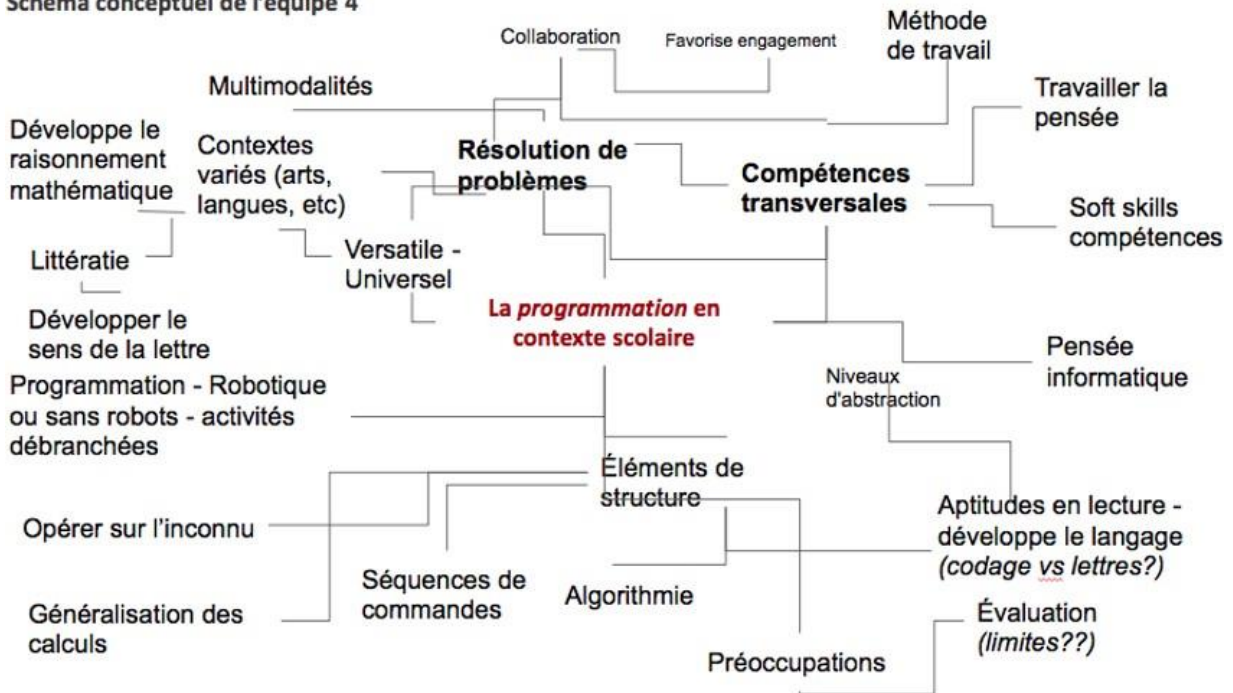 Schéma conceptuel de l'équipe 4
Collaboration
Favorise engagement
Méthode
de travail
Multimodalités
Travailler la
pensée
Développe le
raisonnement
mathématique
Contextes
variés (arts,
langues, etc)
Résolution de
problèmes
Compétences
transversales
Soft skills
compétences
Littératie
Versatile -
Universel
Développer le
sens de la lettre
La programmation en
contexte scolaire
Pensée
informatique
Niveaux
d'abstraction
Programmation - Robotique
ou sans robots - activités
débranchées
Éléments de
structure
Opérer sur l'inconnu
Aptitudes en lecture -
développe le langage
(codage vs lettres?)
Séquences de
commandes
Algorithmie
Généralisation des
calculs
Évaluation
(limites??)
Préoccupations